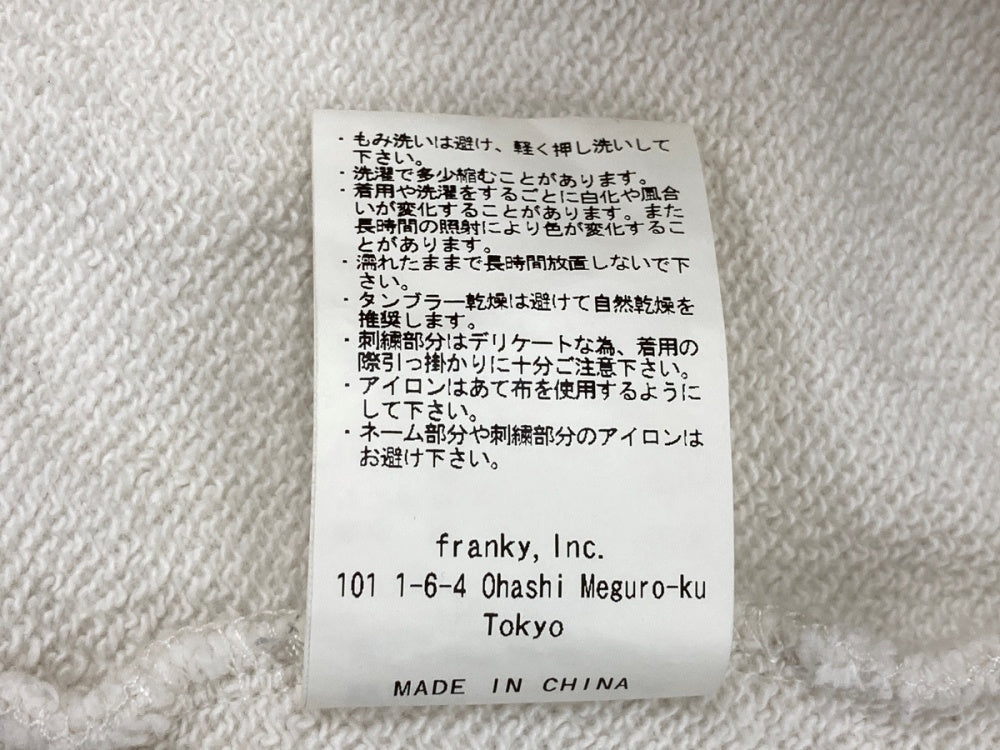 ・もみ洗いは避け、軽く押し洗いして
下さい。
・洗濯で多少縮むことがあります。
・着用や洗濯をするごとに白化や風合
いが変化することがあります。また
長時間の照射により色が変化するこ
とがあります。
・濡れたままで長時間放置しないで下
さい。
・タンブラー乾燥は避けて自然乾燥を
推奨します。
・刺繍部分はデリケートな為、着用の
際引っ掛かりに十分ご注意下さい。
・アイロンはあて布を使用するように
して下さい。
・ネーム部分や刺繍部分のアイロンは
お避け下さい。
franky, Inc.
101 1-6-4 Ohashi Meguro-ku
Tokyo
MADE IN CHINA